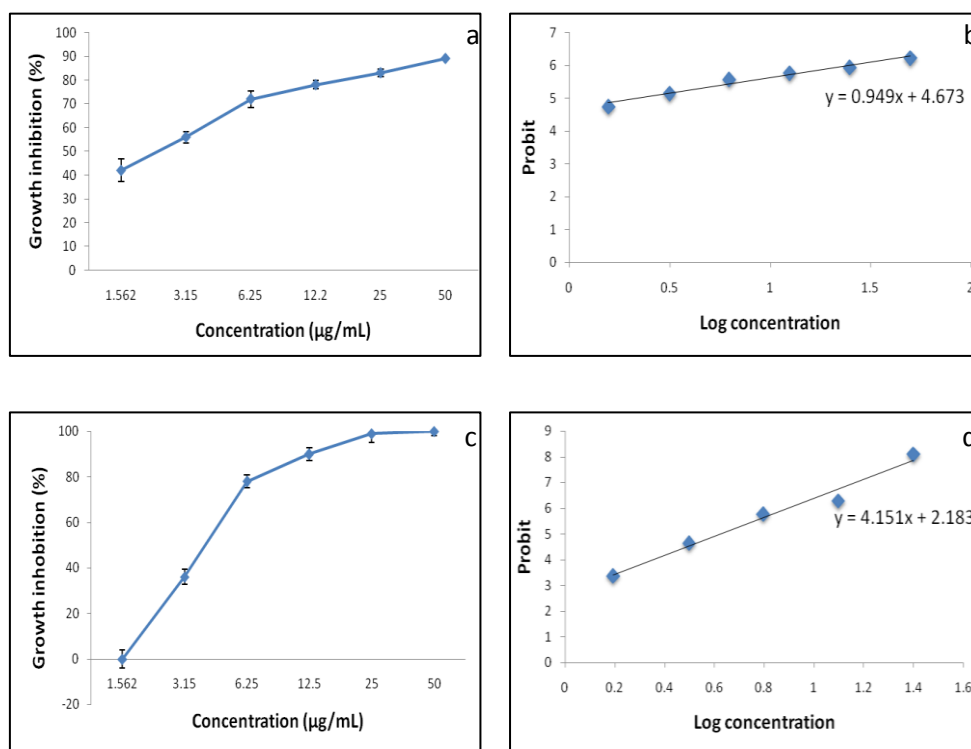 a
Growth inhibition (%)
100
90
80
70
60
50
40
30
20
10
0
1.562 3.15 6.25 12.2 25 50
Concentration (µg/mL)
b
Probit
7
6
5
4
3
2
1
0
y = 0.949x + 4.673
0 0.5 1 1.5 2
Log concentration
c
Growth inhobition (%)
100
80
60
40
20
0
-20
1.562 3.15 6.25 12.5 25 50
Concentration (µg/mL)
d
Probit
9
8
7
6
5
4
3
2
1
0
y = 4.151x + 2.183
0 0.2 0.4 0.6 0.8 1 1.2 1.4 1.6
Log concentration